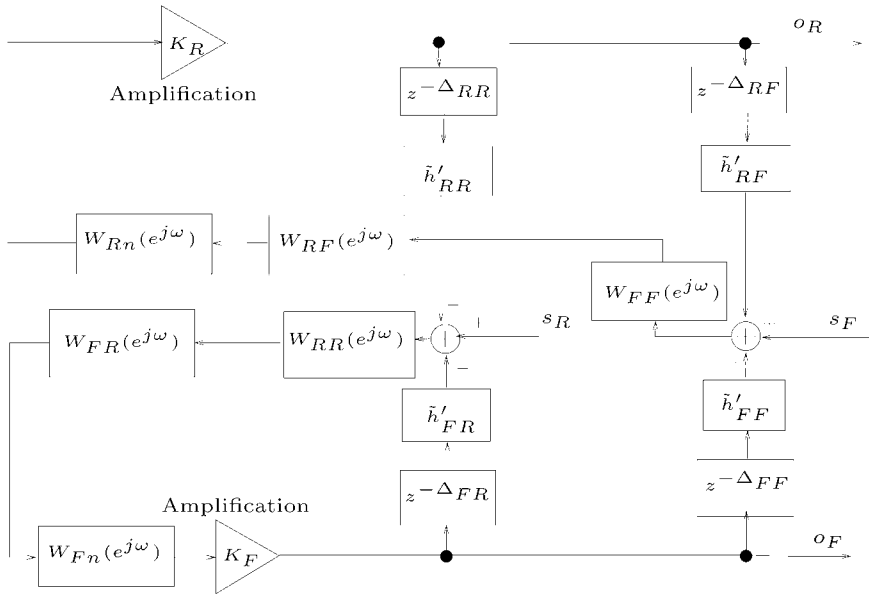 K_R
o_R
Amplification
z^{-Δ_{RR}}
z^{-Δ_{RF}}
h̃'_{RR}
h̃'_{RF}
W_{Rn}(e^{jω})
W_{RF}(e^{jω})
W_{FF}(e^{jω})
−
s_R
s_F
W_{FR}(e^{jω})
W_{RR}(e^{jω})
−
h̃'_{FR}
h̃'_{FF}
z^{-Δ_{FR}}
z^{-Δ_{FF}}
Amplification
W_{Fn}(e^{jω})
K_F
o_F